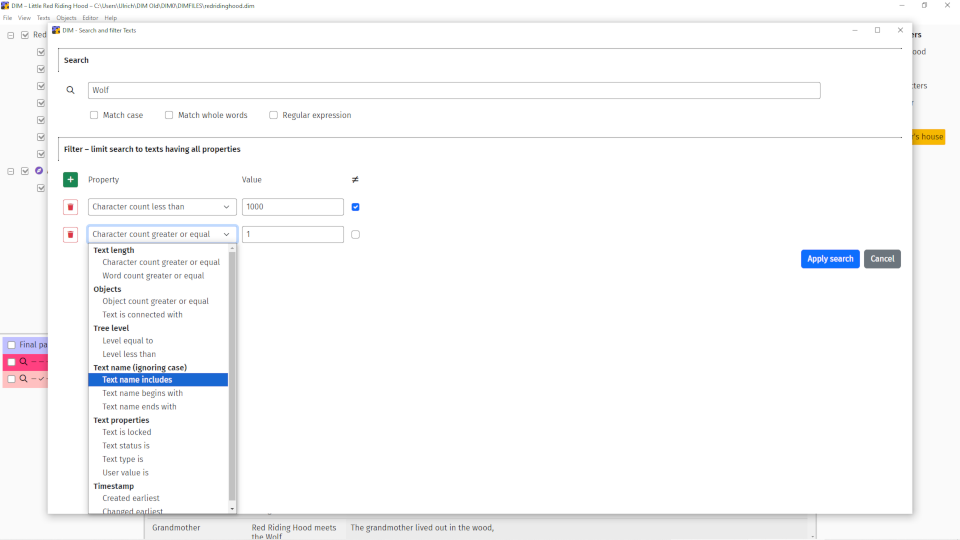 DIM – Little Red Riding Hood – C:\Users\Ulrich\DIM Old\DIMI\DIMFILES\redridinghood.dim
File View Texts Objects Editor Help
DIM - Search and filter Texts
Red
ers
Search
ood
Wolf
ters
Match case Match whole words Regular expression
r's house
Filter – limit search to texts having all properties
Property Value ≠
Character count less than 1000
Character count greater or equal 1
Text length
Character count greater or equal
Word count greater or equal
Objects
Object count greater or equal
Text is connected with
Tree level
Level equal to
Level less than
Text name (ignoring case)
Text name includes
Text name begins with
Text name ends with
Text properties
Text is locked
Text status is
Text type is
User value is
Timestamp
Created earliest
Changed earliest
Apply search Cancel
Final pa
Grandmother Red Riding Hood meets The grandmother lived out in the wood,
the Wolf